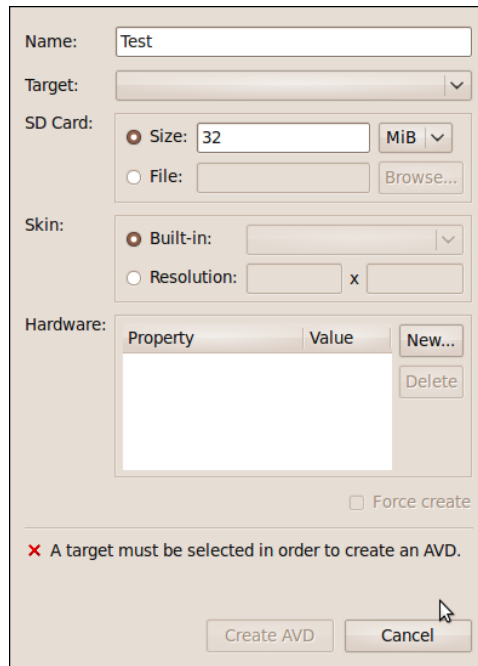 Name: Test
Target:
SD Card:
Size: 32 MiB
File: Browse...
Skin:
Built-in:
Resolution: x
Hardware:
Property Value New...
Delete
Force create
A target must be selected in order to create an AVD.
Create AVD Cancel